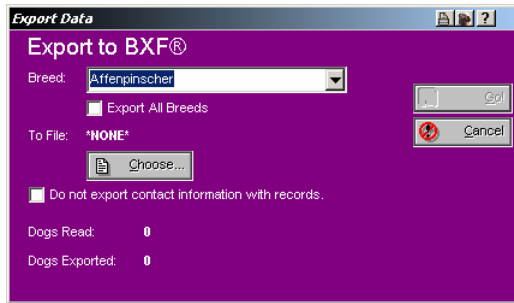 Export Data ?
Export to BXF®
Breed: Affenpinscher
Export All Breeds
Go!
To File: *NONE*
Cancel
Choose...
Do not export contact information with records.
Dogs Read: 0
Dogs Exported: 0